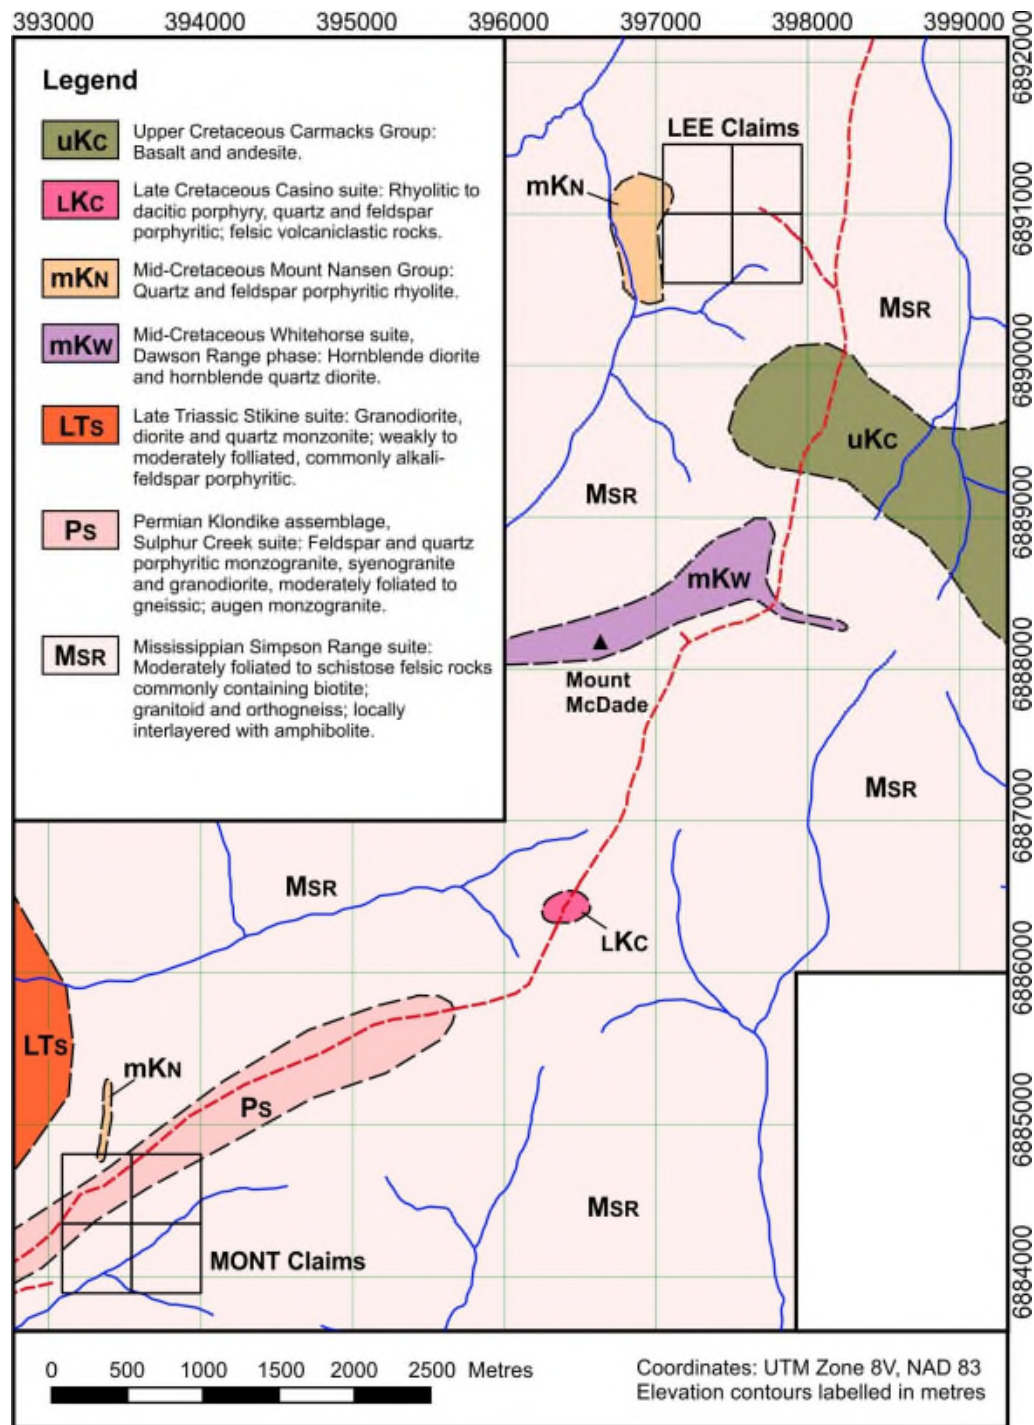 393000 394000 395000 396000 397000 398000 399000
6892000
Legend
uKc
Upper Cretaceous Carmacks Group:
Basalt and andesite.
LKc
Late Cretaceous Casino suite: Rhyolitic to
dacitic porphyry, quartz and feldspar
porphyritic; felsic volcaniclastic rocks.
mKN
Mid-Cretaceous Mount Nansen Group:
Quartz and feldspar porphyritic rhyolite.
mKw
Mid-Cretaceous Whitehorse suite,
Dawson Range phase: Hornblende diorite
and hornblende quartz diorite.
LTs
Late Triassic Stikine suite: Granodiorite,
diorite and quartz monzonite; weakly to
moderately folliated, commonly alkali-
feldspar porphyritic.
Ps
Permian Klondike assemblage,
Sulphur Creek suite: Feldspar and quartz
porphyritic monzogranite, syenogranite
and granodiorite, moderately foliated to
gneissic; augen monzogranite.
MSR
Mississippian Simpson Range suite:
Moderately foliated to schistose felsic rocks
commonly containing biotite;
granitoid and orthogneiss; locally
interlayered with amphibolite.
LEE Claims
mKN
6891000
MSR
6890000
uKc
MSR
6889000
mKw
Mount
McDade
6888000
MSR
6887000
MSR
LKc
6886000
LTs
mKN
Ps
6885000
MSR
MONT Claims
6884000
0 500 1000 1500 2000 2500 Metres
Coordinates: UTM Zone 8V, NAD 83
Elevation contours labelled in metres